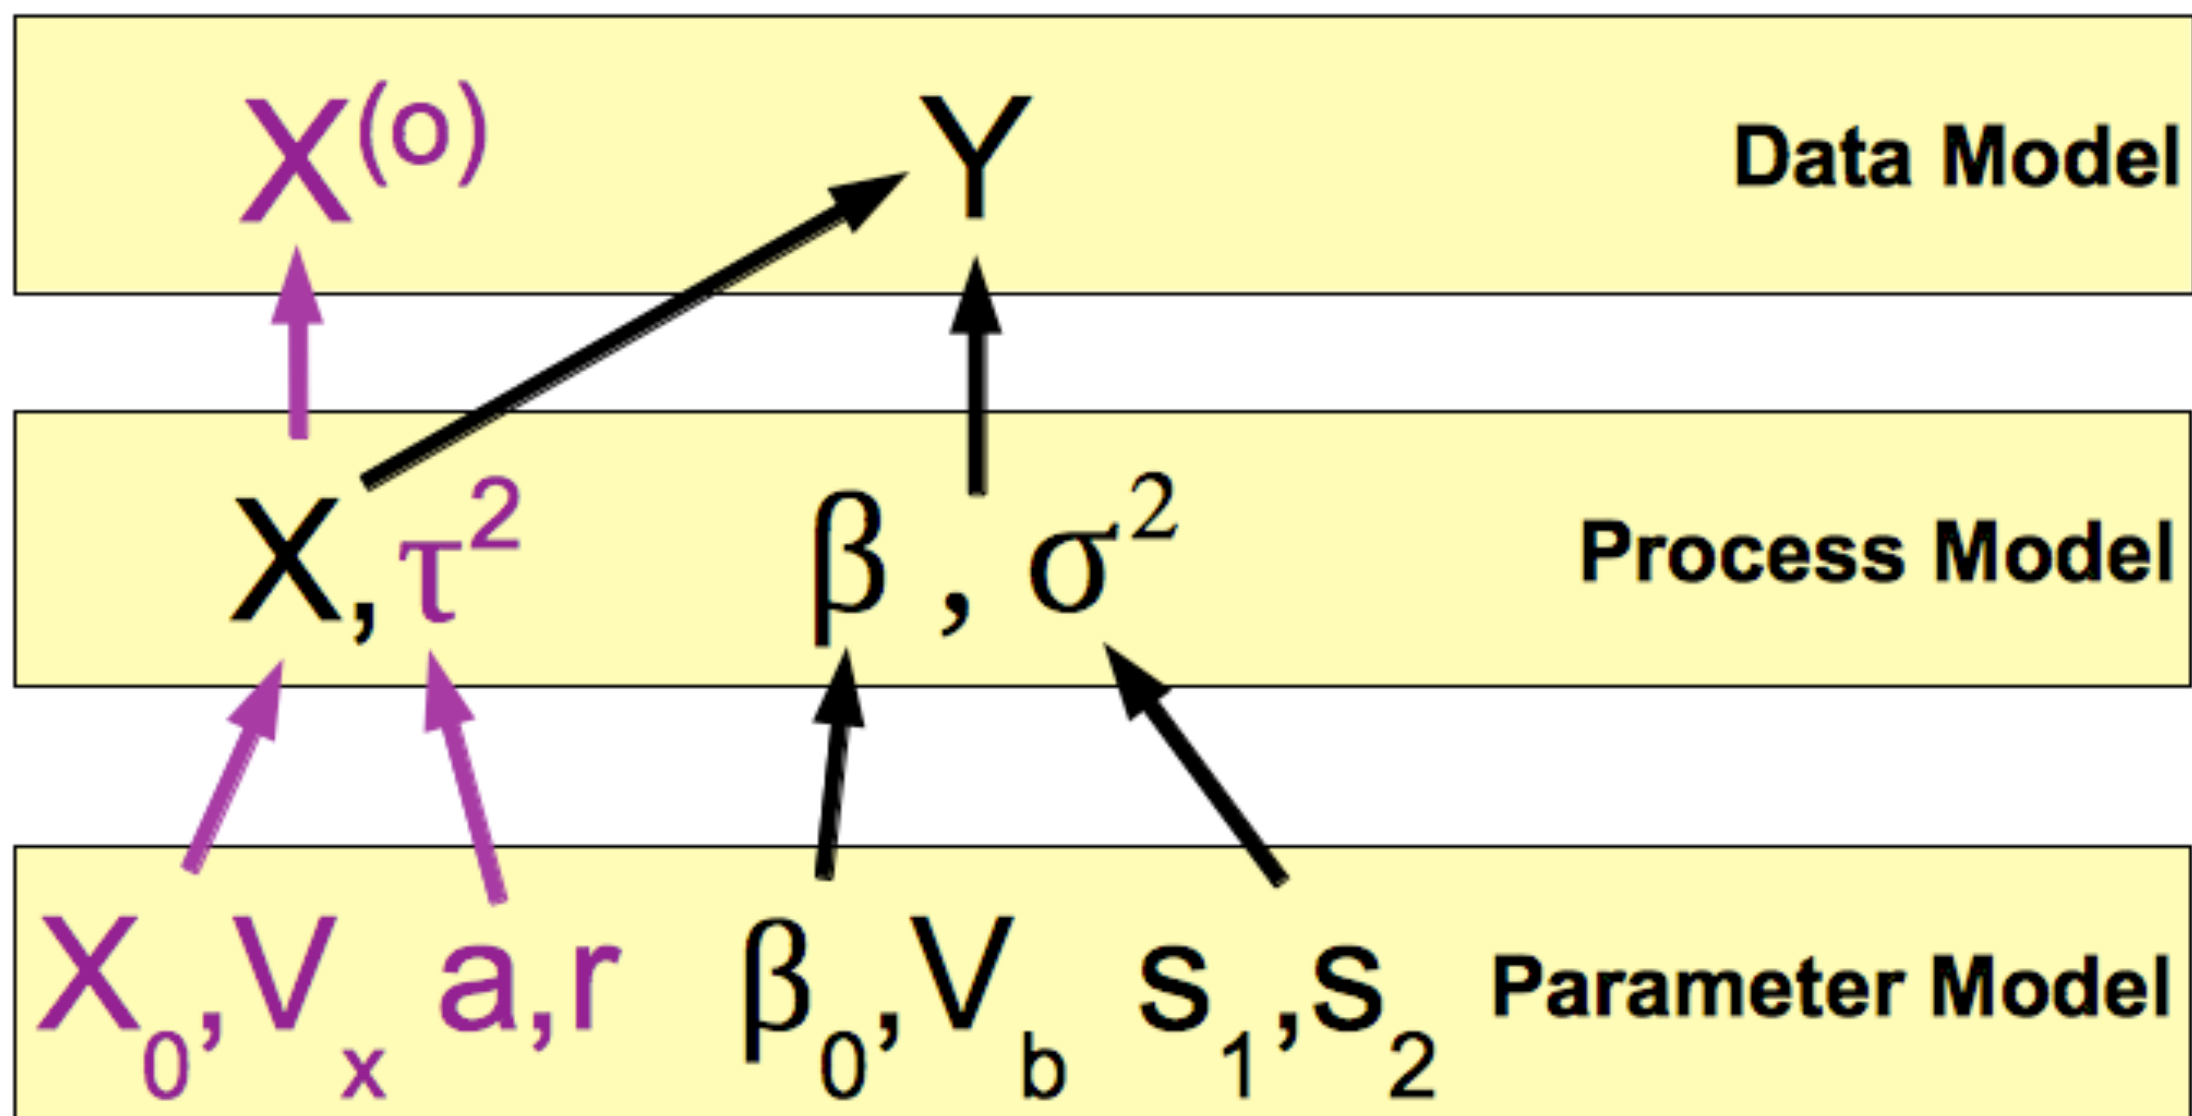 X⁽ᵒ⁾ Y Data Model
X, τ² β , σ² Process Model
X₀,Vₓ a,r β₀,V_b s₁,s₂ Parameter Model